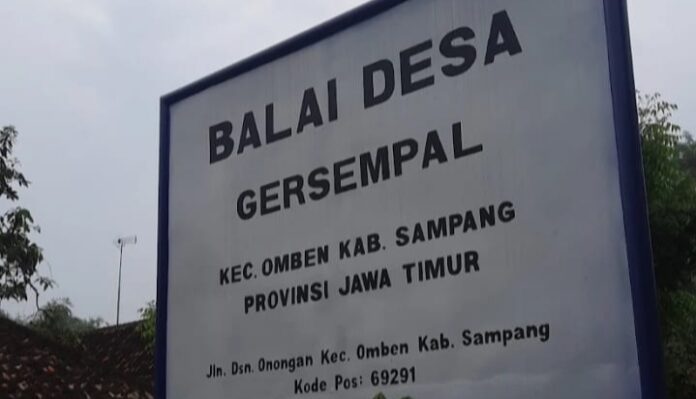 BALAI DESA
GERSEMPAL
KEC. OMBEN KAB. SAMPANG
PROVINSI JAWA TIMUR
Jln. Dsn. Onongan Kec. Omben Kab. Sampang
Kode Pos: 69291